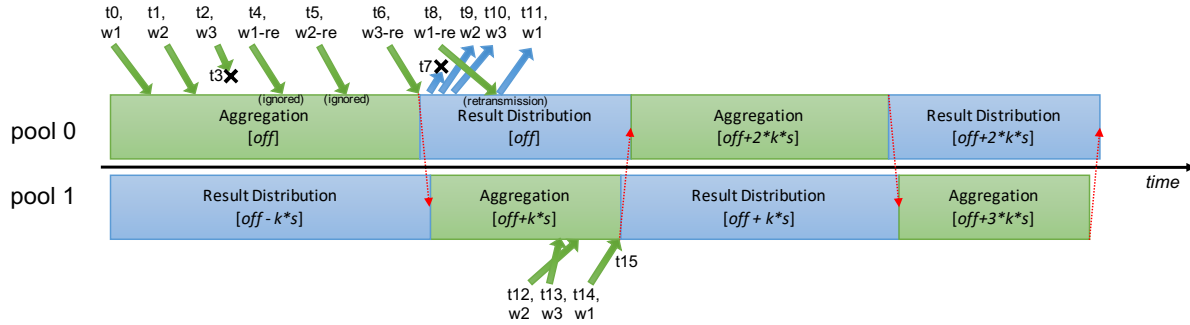 t0, t1, t2, t4, t5, t6, t8, t9, t10, t11,
w1 w2 w3 w1-re w2-re w3-re w1-re w2 w3 w1
t3 t7
(ignored) (ignored) (retransmission)
pool 0
Aggregation
[off]
Result Distribution
[off]
Aggregation
[off+2*k*s]
Result Distribution
[off+2*k*s]
time
pool 1
Result Distribution
[off - k*s]
Aggregation
[off+k*s]
Result Distribution
[off + k*s]
Aggregation
[off+3*k*s]
t15
t12, t13, t14,
w2 w3 w1